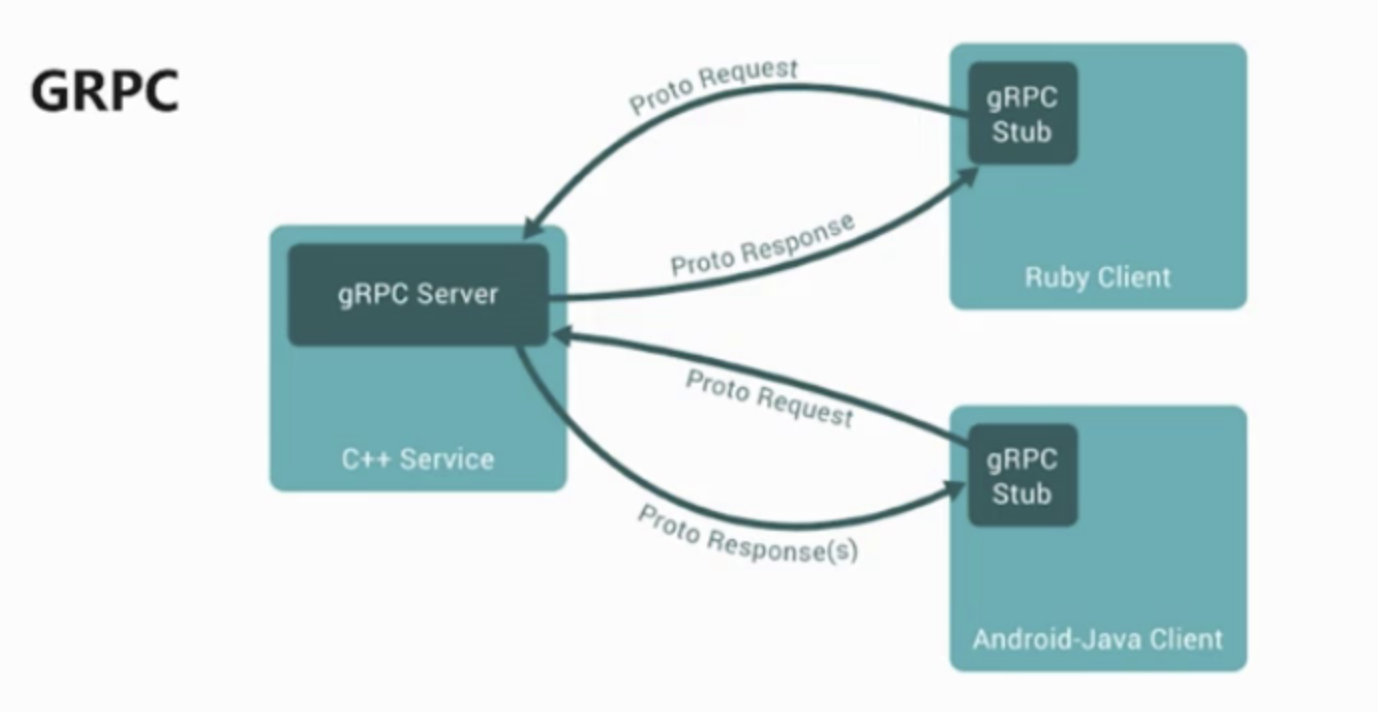 GRPC
Proto Request
gRPC
Stub
Proto Response
Ruby Client
gRPC Server
C++ Service
Proto Request
gRPC
Stub
Proto Response(s)
Android-Java Client